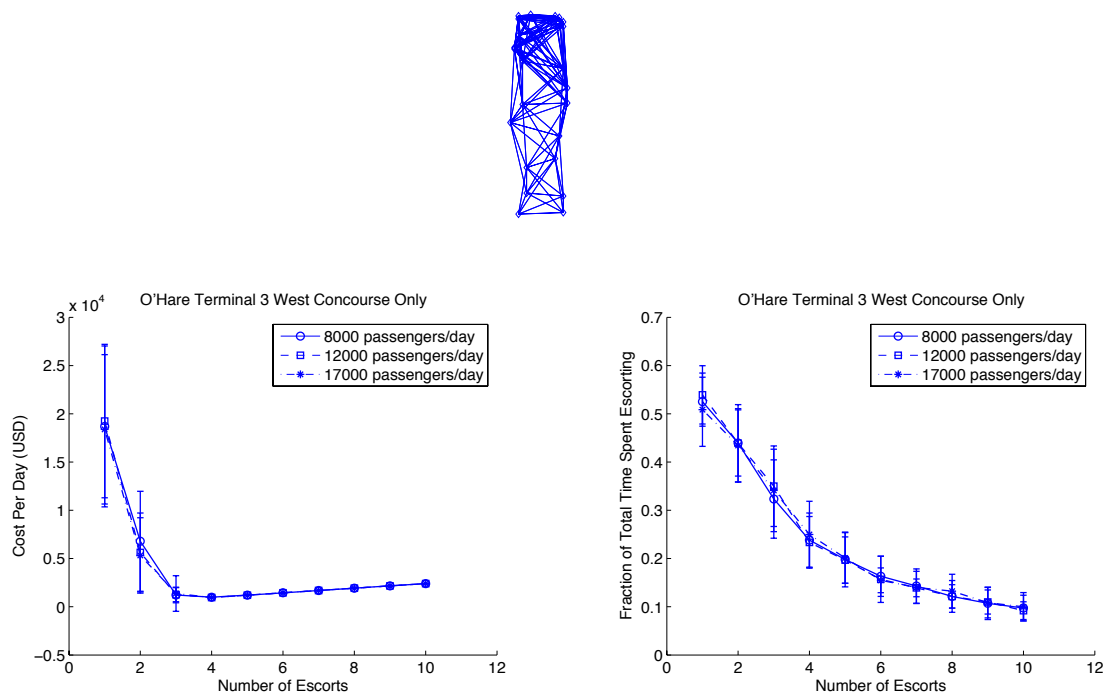 O'Hare Terminal 3 West Concourse Only
x 10^4
3
2.5
2
1.5
1
0.5
0
−0.5
0 2 4 6 8 10 12
Cost Per Day (USD)
Number of Escorts
8000 passengers/day
12000 passengers/day
17000 passengers/day
O'Hare Terminal 3 West Concourse Only
0.7
0.6
0.5
0.4
0.3
0.2
0.1
0
0 2 4 6 8 10 12
Fraction of Total Time Spent Escorting
Number of Escorts
8000 passengers/day
12000 passengers/day
17000 passengers/day